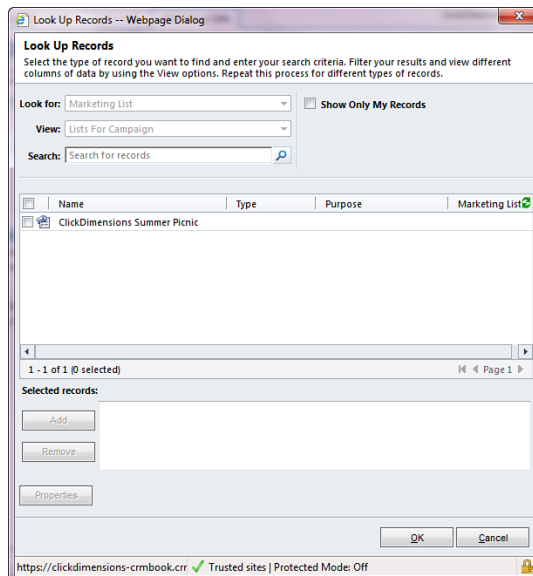 Look Up Records -- Webpage Dialog
Look Up Records
Select the type of record you want to find and enter your search criteria. Filter your results and view different
columns of data by using the View options. Repeat this process for different types of records.
Look for: Marketing List
Show Only My Records
View: Lists For Campaign
Search: Search for records
Name Type Purpose Marketing List
ClickDimensions Summer Picnic
1 - 1 of 1 (0 selected) Page 1
Selected records:
Add
Remove
Properties
OK Cancel
https://clickdimensions-crmbook.crr Trusted sites | Protected Mode: Off